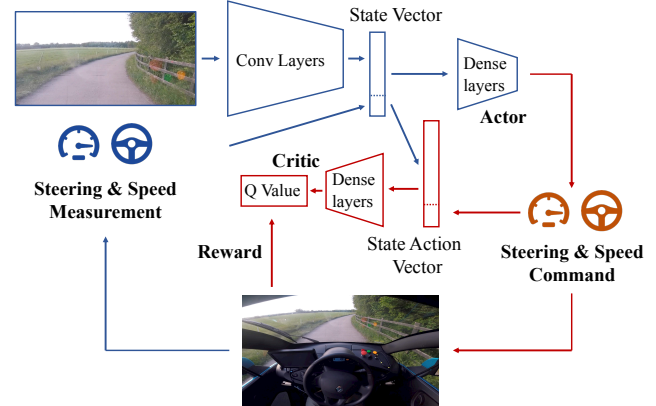 State Vector
Conv Layers
Dense
layers
Actor
Steering & Speed
Measurement
Critic
Q Value
Dense
layers
State Action
Vector
Reward
Steering & Speed
Command